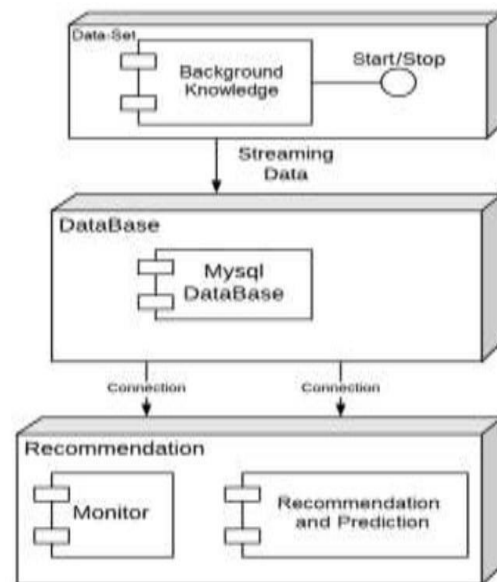 Data-Set
Start/Stop
Background
Knowledge
Streaming
Data
DataBase
Mysql
DataBase
Connection
Connection
Recommendation
Monitor
Recommendation
and Prediction